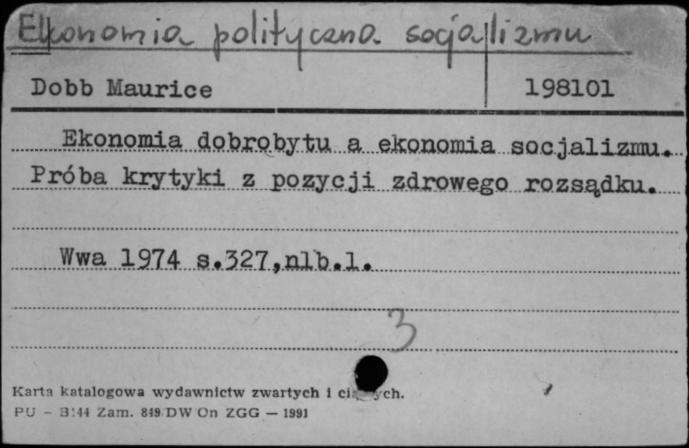 Ekonomia polityczna socjalizmu
Dobb Maurice 198101
Ekonomia dobrobytu a ekonomia socjalizmu.
Próba krytyki z pozycji zdrowego rozsądku.
Wwa 1974 s.327,nlb.1.
3
Karta katalogowa wydawnictw zwartych i
PU - Zam. 849 DW On ZGG — 1991